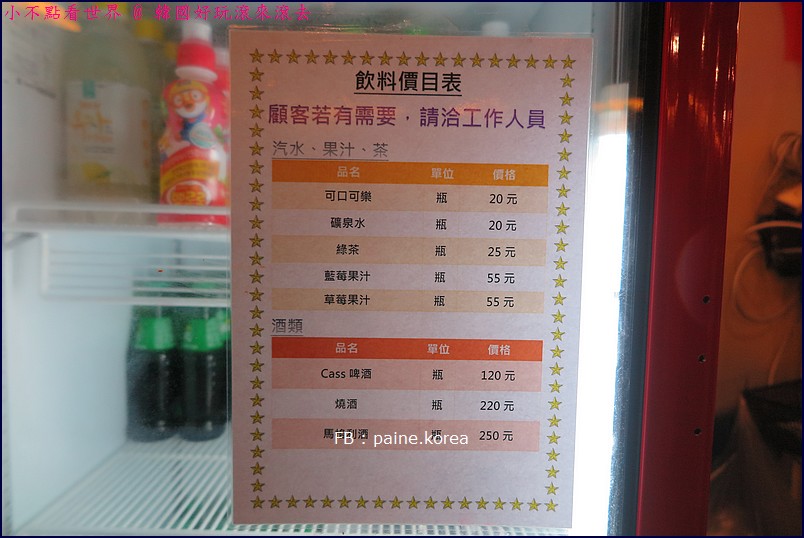 小不點看世界 @ 韓國好玩滾來滾去
飲料價目表
顧客若有需要，請洽工作人員
汽水、果汁、茶
品名 單位 價格
可口可樂 瓶 20 元
礦泉水 瓶 20 元
綠茶 瓶 25 元
藍莓果汁 瓶 55 元
草莓果汁 瓶 55 元
酒類
品名 單位 價格
Cass 啤酒 瓶 120 元
燒酒 瓶 220 元
馬格利酒 瓶 250 元
FB : paine.korea